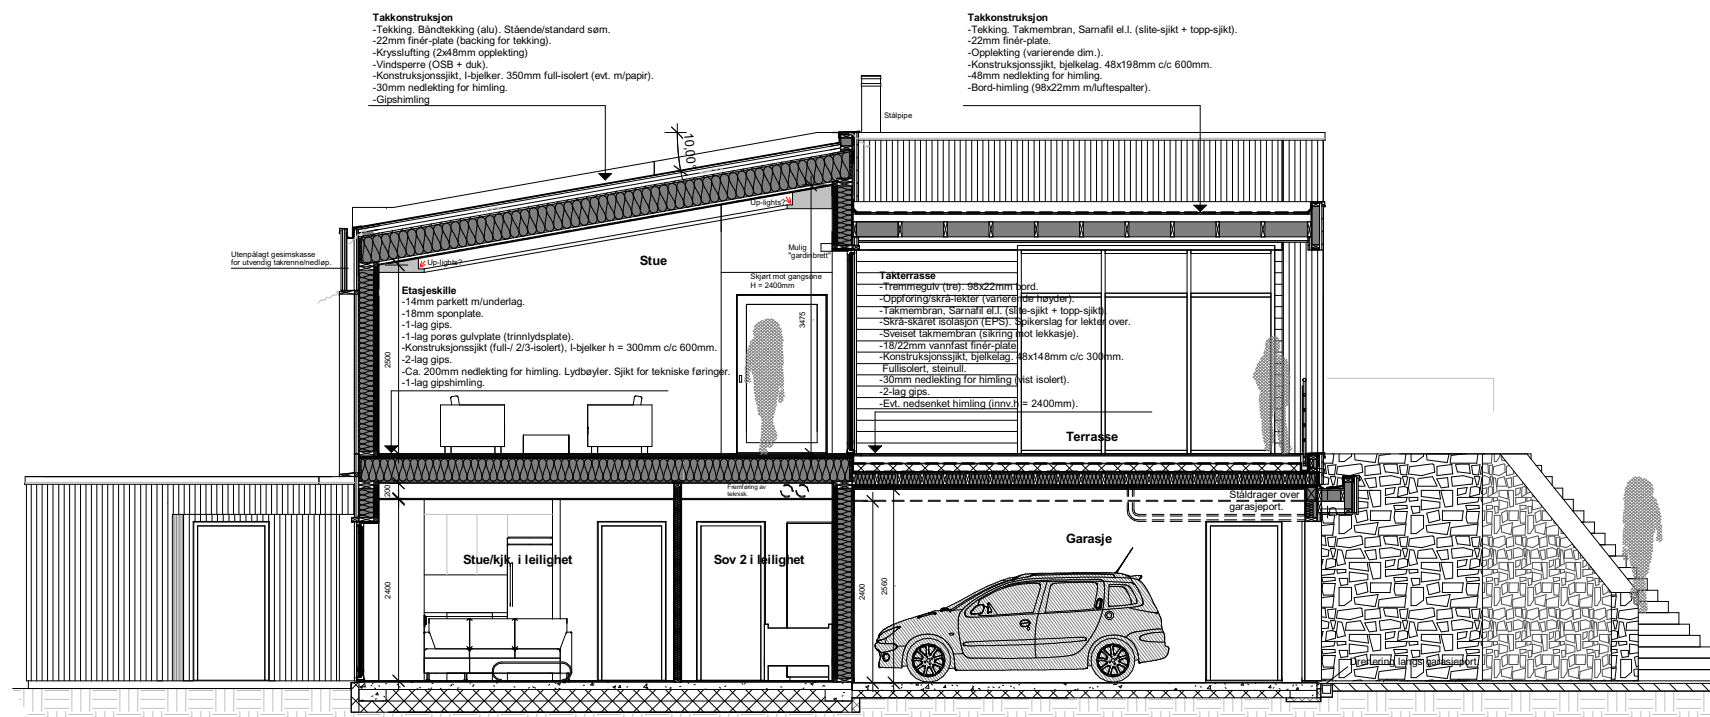 Takkonstruksjon
-Tekking. Båndtekking (alu). Stående/standard søm.
-22mm finér-plate (backing for tekking).
-Kryssløfting (2x48mm opplekting)
-Vindsperre (OSB + duk).
-Konstruksjonssjikt, I-bjelker. 350mm full-isolert (evt. m/papir).
-30mm nedlekting for himling.
-Gipshimling
Takkonstruksjon
-Tekking. Takmembran, Sarnafil el.l. (slite-sjikt + topp-sjikt).
-22mm finér-plate.
-Opplekting (varierende dim.).
-Konstruksjonssjikt, bjelkelag. 48x198mm c/c 600mm.
-48mm nedlekting for himling.
-Bord-himling (98x22mm m/luftespalter).
Stålpipe
10,00°
Up-lights?
Utenpålagt gesimskasse
for utvendig takrenne/nedløp.
Up-lights?
Stue
Mulig
"gardinbrett"
Skjørt mot gangsone
H = 2400mm
3475
2500
Etasjeskille
-14mm parkett m/underlag.
-18mm sponplate.
-1-lag gips.
-1-lag porøs gulvplate (trinnlydsplate).
-Konstruksjonssjikt (full-/ 2/3-isolert), I-bjelker h = 300mm c/c 600mm.
-2-lag gips.
-Ca. 200mm nedlekting for himling. Lydbøyler. Sjikt for tekniske føringer.
-1-lag gipshimling.
Takterrasse
-Tremmegulv (tre). 98x22mm bord.
-Oppforing/skrå-lekter (varierende høyder).
-Takmembran, Sarnafil el.l. (slite-sjikt + topp-sjikt).
-Skrå-skåret isolasjon (EPS). Spikerslag for lekter over.
-Sveiset takmembran (sikring mot lekkasje).
-18/22mm vannfast finér-plate
-Konstruksjonssjikt, bjelkelag. 48x148mm c/c 300mm.
Fullisolert, steinull.
-30mm nedlekting for himling (vist isolert).
-2-lag gips.
-Evt. nedsenket himling (innv.h = 2400mm).
Terrasse
200
Fremføring av
teknisk.
Ståldrager over
garasjeport.
Stue/kjk. i leilighet
Sov 2 i leilighet
Garasje
2400
2400
2560
Drenering langs garasjeport